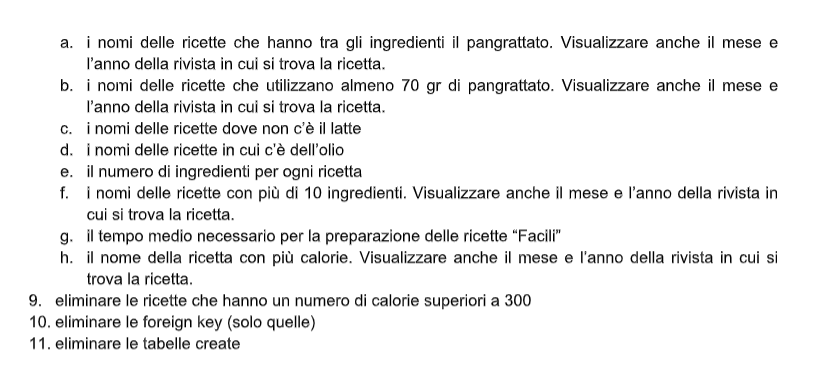 a. i nomi delle ricette che hanno tra gli ingredienti il pangrattato. Visualizzare anche il mese e
l'anno della rivista in cui si trova la ricetta.
b. i nomi delle ricette che utilizzano almeno 70 gr di pangrattato. Visualizzare anche il mese e
l'anno della rivista in cui si trova la ricetta.
c. i nomi delle ricette dove non c'è il latte
d. i nomi delle ricette in cui c'è dell'olio
e. il numero di ingredienti per ogni ricetta
f. i nomi delle ricette con più di 10 ingredienti. Visualizzare anche il mese e l'anno della rivista in
cui si trova la ricetta.
g. il tempo medio necessario per la preparazione delle ricette “Facili”
h. il nome della ricetta con più calorie. Visualizzare anche il mese e l'anno della rivista in cui si
trova la ricetta.
9. eliminare le ricette che hanno un numero di calorie superiori a 300
10. eliminare le foreign key (solo quelle)
11. eliminare le tabelle create